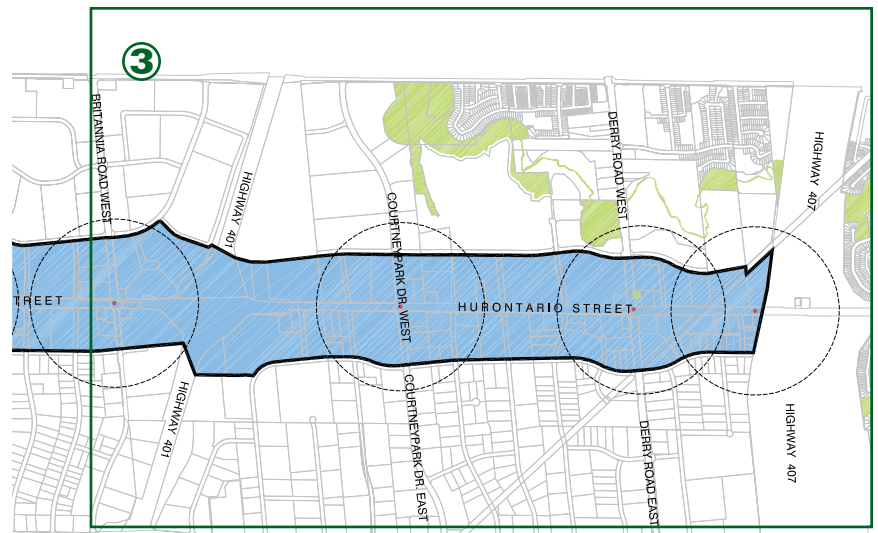 ③
BRITANNIA ROAD WEST
HIGHWAY 401
COURTNEYPARK DR. WEST
DERRY ROAD WEST
HIGHWAY 407
TREET
HURONTARIO STREET
HIGHWAY 401
COURTNEYPARK DR. EAST
DERRY ROAD EAST
HIGHWAY 407